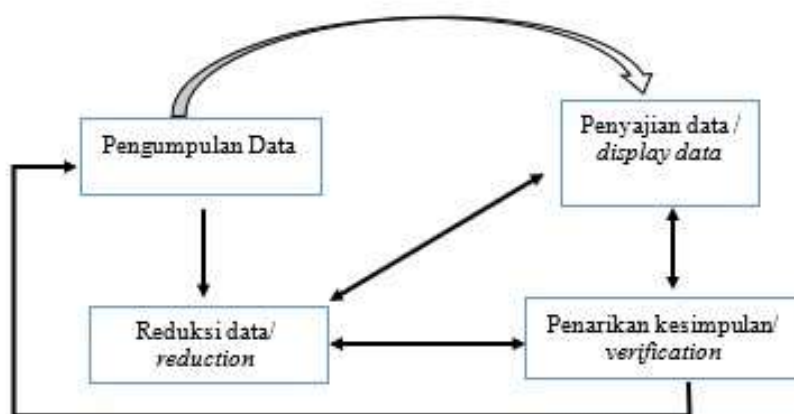 Pengumpulan Data
Penyajian data /
display data
Reduksi data/
reduction
Penarikan kesimpulan/
verification